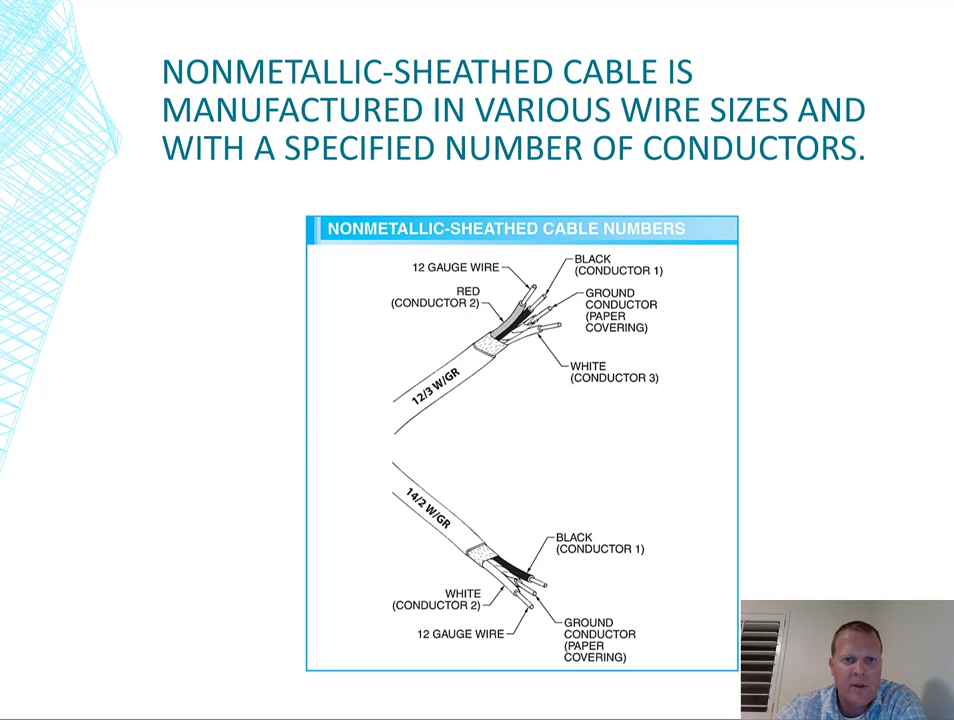 NONMETALLIC-SHEATHED CABLE IS
MANUFACTURED IN VARIOUS WIRE SIZES AND
WITH A SPECIFIED NUMBER OF CONDUCTORS.
NONMETALLIC-SHEATHED CABLE NUMBERS
12 GAUGE WIRE
BLACK
(CONDUCTOR 1)
RED
(CONDUCTOR 2)
GROUND
CONDUCTOR
(PAPER
COVERING)
WHITE
(CONDUCTOR 3)
12/3 W/GR
14/2 W/GR
BLACK
(CONDUCTOR 1)
WHITE
(CONDUCTOR 2)
12 GAUGE WIRE
GROUND
CONDUCTOR
(PAPER
COVERING)